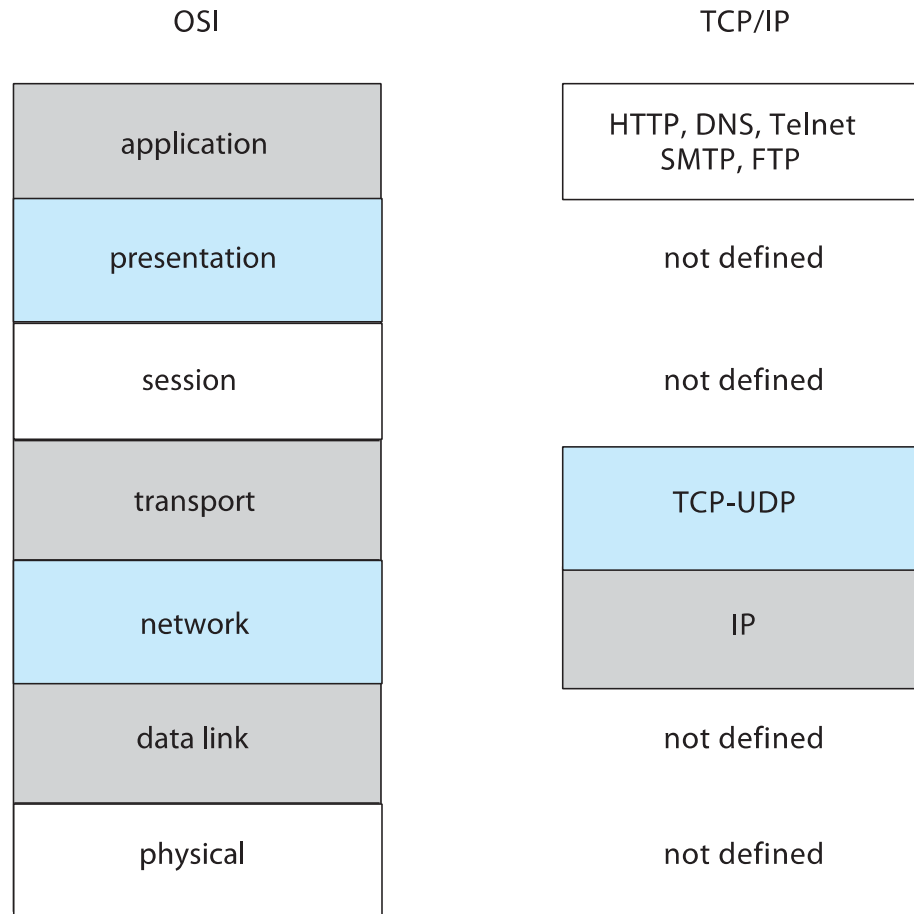 OSI
TCP/IP
application
HTTP, DNS, Telnet
SMTP, FTP
presentation
not defined
session
not defined
transport
TCP-UDP
network
IP
data link
not defined
physical
not defined